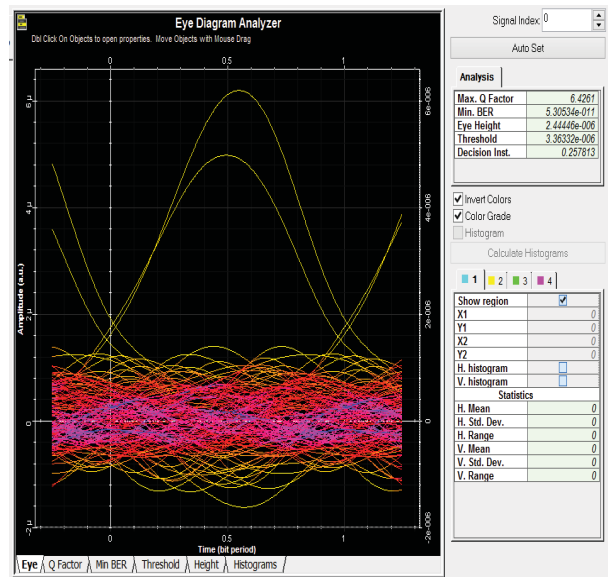 Eye Diagram Analyzer
Dbl Click On Objects to open properties. Move Objects with Mouse Drag
0 0.5 1
6 µ 4 µ 2 µ 0 -2 µ
Amplitude (a.u.)
6e-006 4e-006 2e-006 0 -2e-006
0 0.5 1
Time (bit period)
Eye Q Factor Min BER Threshold Height Histograms
Signal Index: 0
Auto Set
Analysis
Max. Q Factor 6.4261
Min. BER 5.30534e-011
Eye Height 2.44446e-006
Threshold 3.36332e-006
Decision Inst. 0.257813
Invert Colors
Color Grade
Histogram
Calculate Histograms
1 2 3 4
Show region
X1 0
Y1 0
X2 0
Y2 0
H. histogram
V. histogram
Statistics
H. Mean 0
H. Std. Dev. 0
H. Range 0
V. Mean 0
V. Std. Dev. 0
V. Range 0